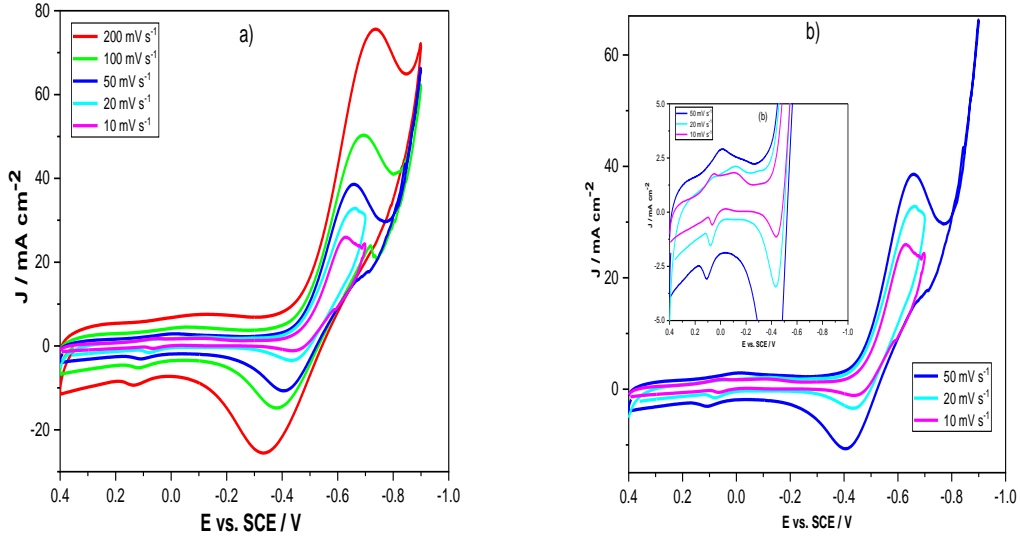 a)
200 mV s⁻¹
100 mV s⁻¹
50 mV s⁻¹
20 mV s⁻¹
10 mV s⁻¹
80
60
40
20
0
-20
J / mA cm⁻²
0.4 0.2 0.0 -0.2 -0.4 -0.6 -0.8 -1.0
E vs. SCE / V
b)
60
40
20
0
J / mA cm⁻²
(b)
50 mV s⁻¹
20 mV s⁻¹
10 mV s⁻¹
5.0
2.5
0.0
-2.5
-5.0
J / mA cm⁻²
0.4 0.2 0.0 -0.2 -0.4 -0.6 -0.8 -1.0
E vs. SCE / V
50 mV s⁻¹
20 mV s⁻¹
10 mV s⁻¹
0.4 0.2 0.0 -0.2 -0.4 -0.6 -0.8 -1.0
E vs. SCE / V